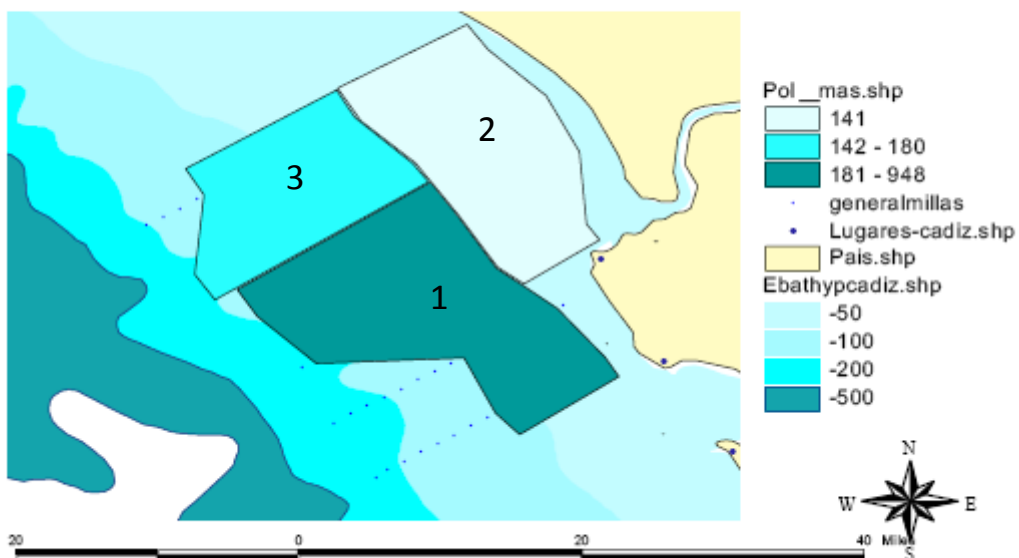 2
3
1
Pol__mas.shp
141
142 - 180
181 - 948
generalmillas
Lugares-cadiz.shp
Pais.shp
Ebathypcadiz.shp
-50
-100
-200
-500
N
W E
S
20 0 20 40 Miles